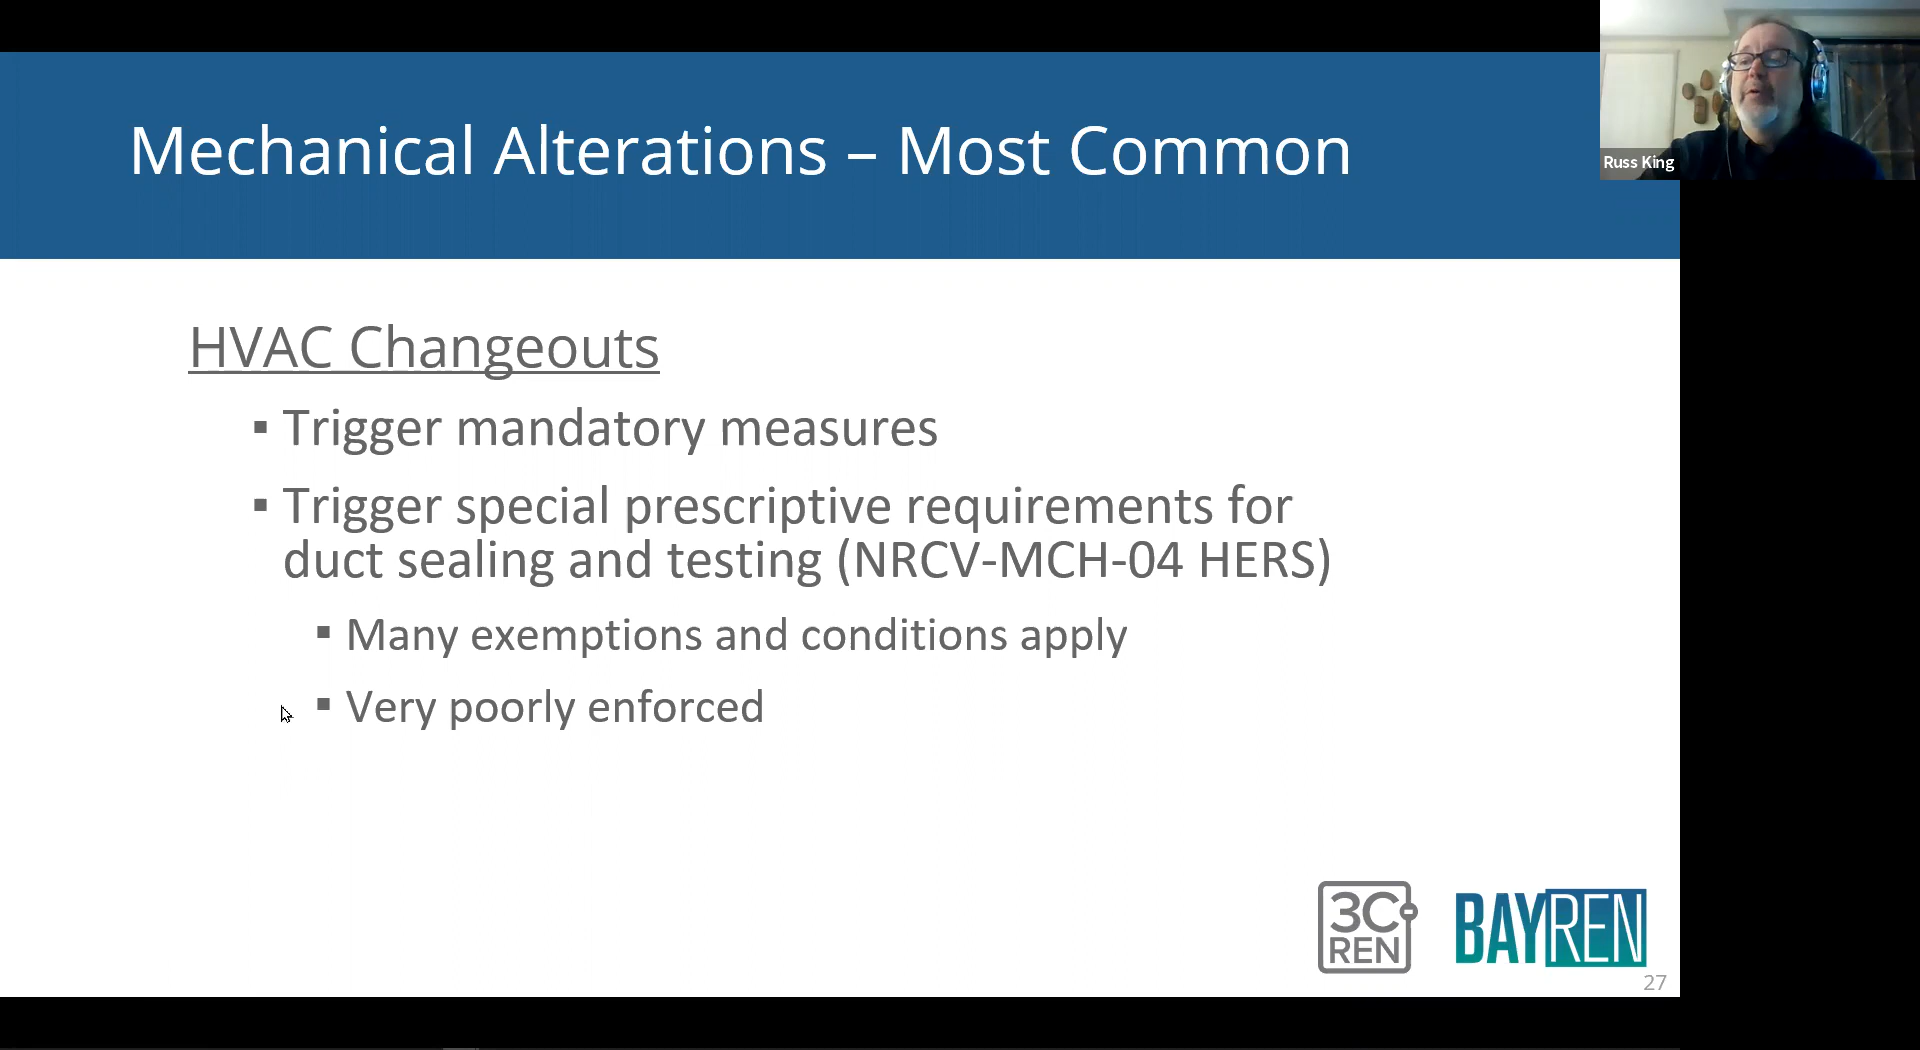 Mechanical Alterations – Most Common
Russ King
HVAC Changeouts
▪ Trigger mandatory measures
▪ Trigger special prescriptive requirements for
duct sealing and testing (NRCV-MCH-04 HERS)
▪ Many exemptions and conditions apply
▪ Very poorly enforced
3C
REN
BAYREN
27